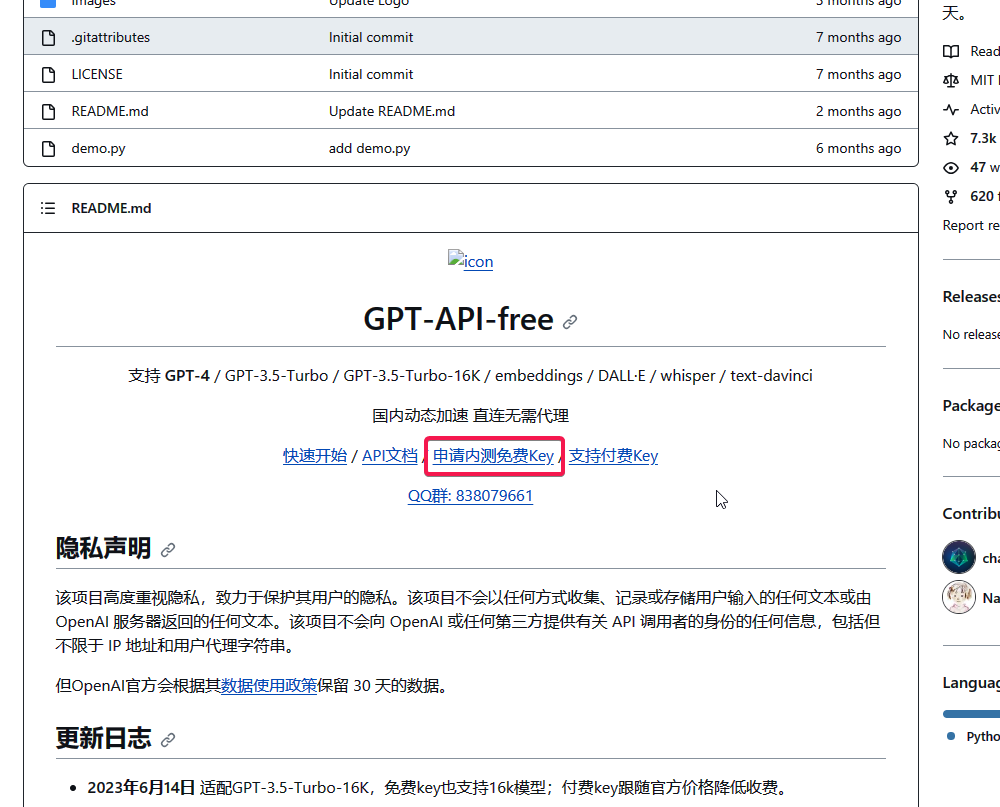 images Update Logo 5 months ago
天。
.gitattributes Initial commit 7 months ago
Read
LICENSE Initial commit 7 months ago
MIT
README.md Update README.md 2 months ago
Activ
demo.py add demo.py 6 months ago
7.3k
47 w
620
README.md
Report re
icon
Releases
GPT-API-free
No release
支持 GPT-4 / GPT-3.5-Turbo / GPT-3.5-Turbo-16K / embeddings / DALL·E / whisper / text-davinci
Package
国内动态加速 直连无需代理
No packag
快速开始 / API文档 / 申请内测免费Key / 支持付费Key
QQ群: 838079661
Contribu
隐私声明
cha
Na
该项目高度重视隐私，致力于保护其用户的隐私。该项目不会以任何方式收集、记录或存储用户输入的任何文本或由
OpenAI 服务器返回的任何文本。该项目不会向 OpenAI 或任何第三方提供有关 API 调用者的身份的任何信息，包括但
不限于 IP 地址和用户代理字符串。
但OpenAI官方会根据其数据使用政策保留 30 天的数据。
Languag
更新日志
Pytho
2023年6月14日 适配GPT-3.5-Turbo-16K，免费key也支持16k模型；付费key跟随官方价格降低收费。